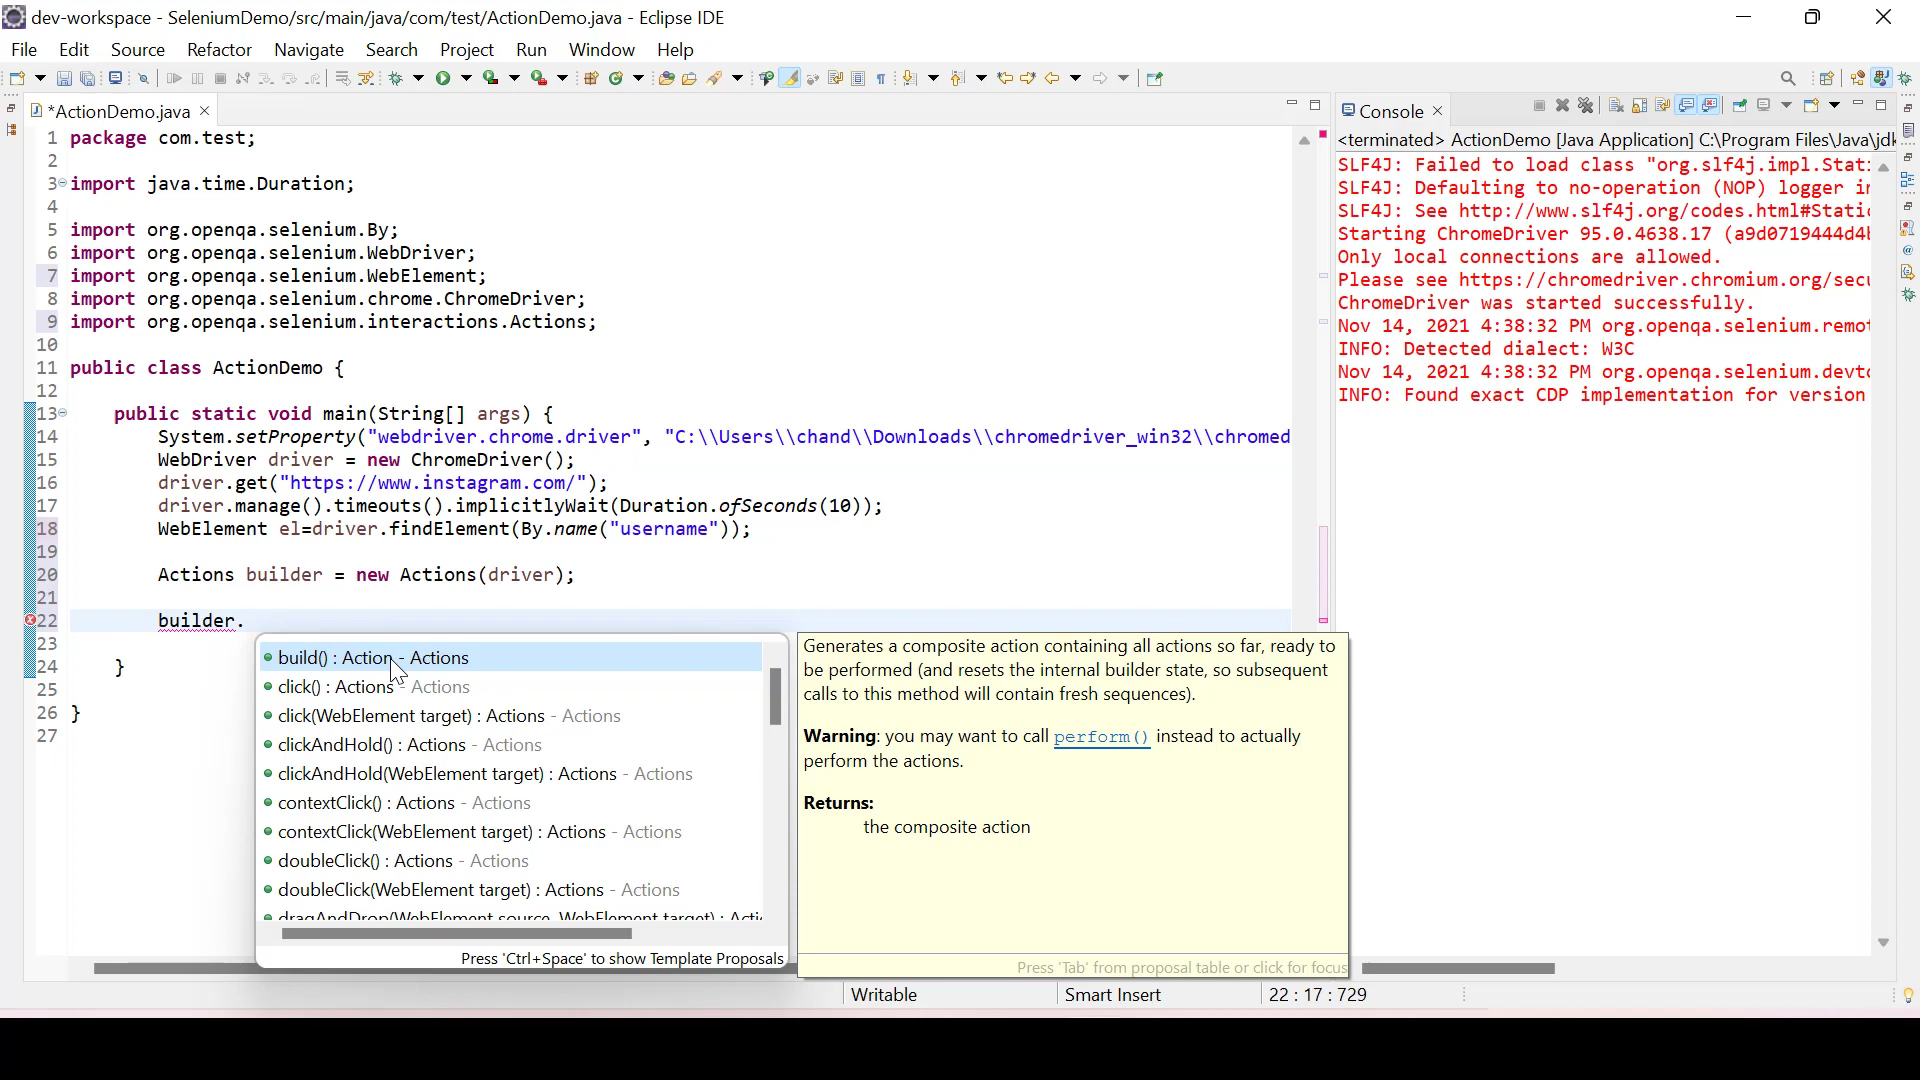 dev-workspace - SeleniumDemo/src/main/java/com/test/ActionDemo.java - Eclipse IDE
File Edit Source Refactor Navigate Search Project Run Window Help
*ActionDemo.java
1 package com.test;
2
3 import java.time.Duration;
4
5 import org.openqa.selenium.By;
6 import org.openqa.selenium.WebDriver;
7 import org.openqa.selenium.WebElement;
8 import org.openqa.selenium.chrome.ChromeDriver;
9 import org.openqa.selenium.interactions.Actions;
10
11 public class ActionDemo {
12
13 public static void main(String[] args) {
14 System.setProperty("webdriver.chrome.driver", "C:\\Users\\chand\\Downloads\\chromedriver_win32\\chromed
15 WebDriver driver = new ChromeDriver();
16 driver.get("https://www.instagram.com/");
17 driver.manage().timeouts().implicitlyWait(Duration.ofSeconds(10));
18 WebElement el=driver.findElement(By.name("username"));
19
20 Actions builder = new Actions(driver);
21
22 builder.
23
24 }
25
26 }
27
build() : Action - Actions
click() : Actions - Actions
click(WebElement target) : Actions - Actions
clickAndHold() : Actions - Actions
clickAndHold(WebElement target) : Actions - Actions
contextClick() : Actions - Actions
contextClick(WebElement target) : Actions - Actions
doubleClick() : Actions - Actions
doubleClick(WebElement target) : Actions - Actions
dragAndDrop(WebElement source, WebElement target) : Acti
Press 'Ctrl+Space' to show Template Proposals
Generates a composite action containing all actions so far, ready to
be performed (and resets the internal builder state, so subsequent
calls to this method will contain fresh sequences).
Warning: you may want to call perform() instead to actually
perform the actions.
Returns:
the composite action
Press 'Tab' from proposal table or click for focus
Console
<terminated> ActionDemo [Java Application] C:\Program Files\Java\jdk
SLF4J: Failed to load class "org.slf4j.impl.Stati
SLF4J: Defaulting to no-operation (NOP) logger i
SLF4J: See http://www.slf4j.org/codes.html#Stati
Starting ChromeDriver 95.0.4638.17 (a9d0719444d4b
Only local connections are allowed.
Please see https://chromedriver.chromium.org/secu
ChromeDriver was started successfully.
Nov 14, 2021 4:38:32 PM org.openqa.selenium.remot
INFO: Detected dialect: W3C
Nov 14, 2021 4:38:32 PM org.openqa.selenium.devto
INFO: Found exact CDP implementation for version
Writable Smart Insert 22 : 17 : 729